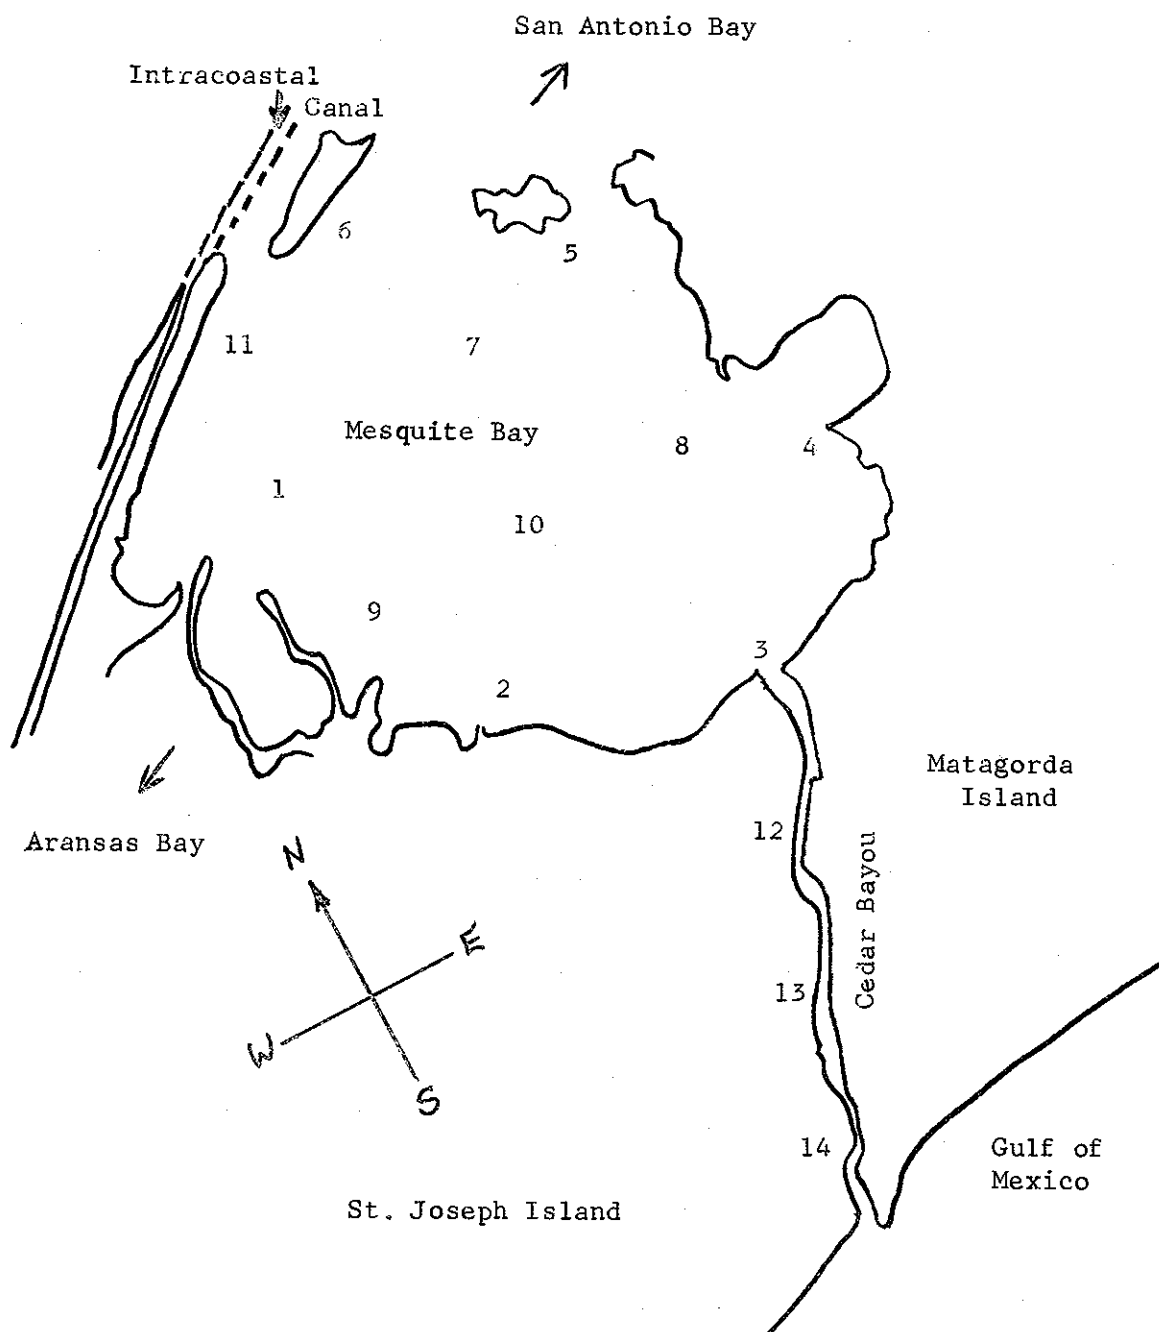 San Antonio Bay
Intracoastal
Canal
6
5
11
7
Mesquite Bay
8
4
1
10
9
3
2
Matagorda
Island
12
Aransas Bay
N
Cedar Bayou
E
13
W
S
14
Gulf of
Mexico
St. Joseph Island